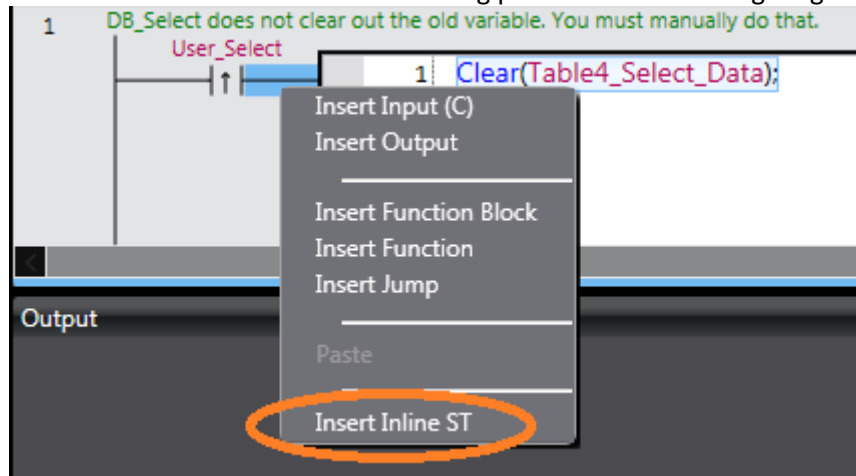 1 DB_Select does not clear out the old variable. You must manually do that.
User_Select
1 Clear(Table4_Select_Data);
Insert Input (C)
Insert Output
Insert Function Block
Insert Function
Insert Jump
Output
Paste
Insert Inline ST